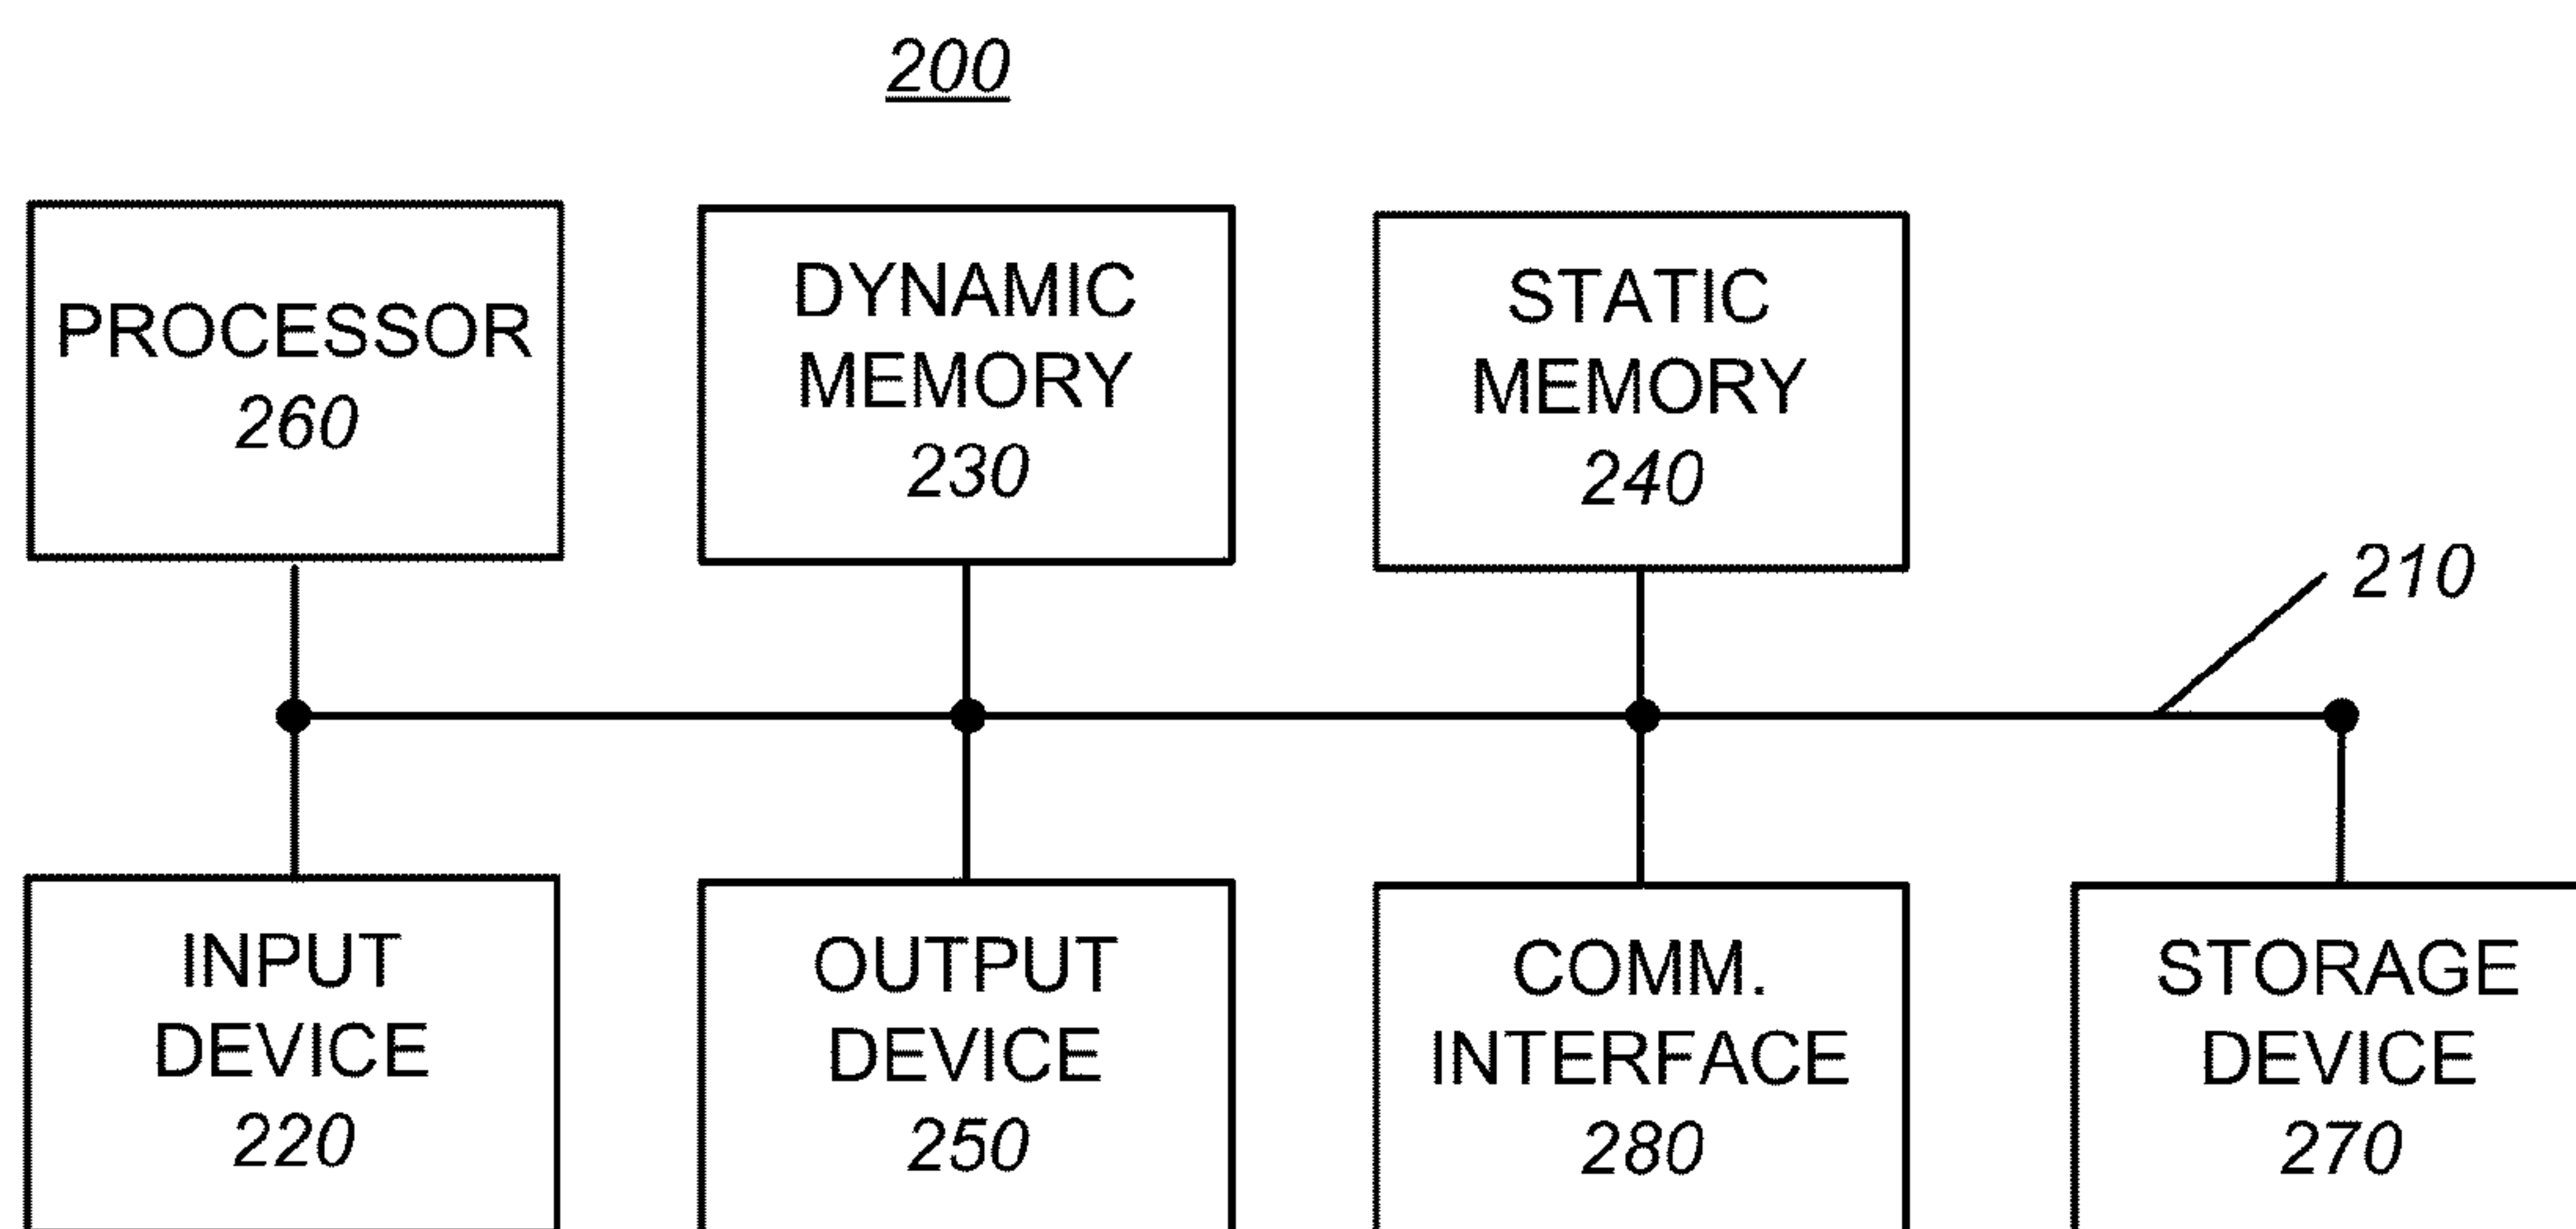 200
PROCESSOR
260
DYNAMIC
MEMORY
230
STATIC
MEMORY
240
210
INPUT
DEVICE
220
OUTPUT
DEVICE
250
COMM.
INTERFACE
280
STORAGE
DEVICE
270